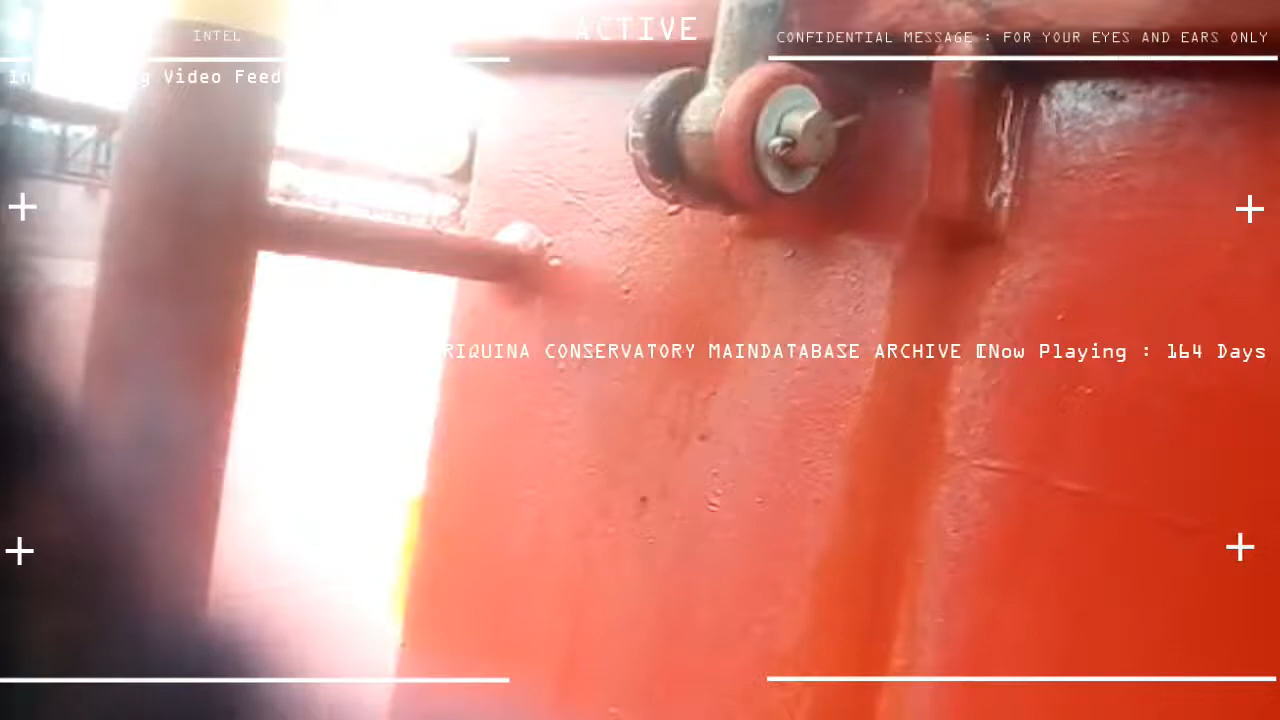 INTEL
ACTIVE
CONFIDENTIAL MESSAGE : FOR YOUR EYES AND EARS ONLY
Video Feed
RIQUINA CONSERVATORY MAINDATABASE ARCHIVE [Now Playing : 164 Days